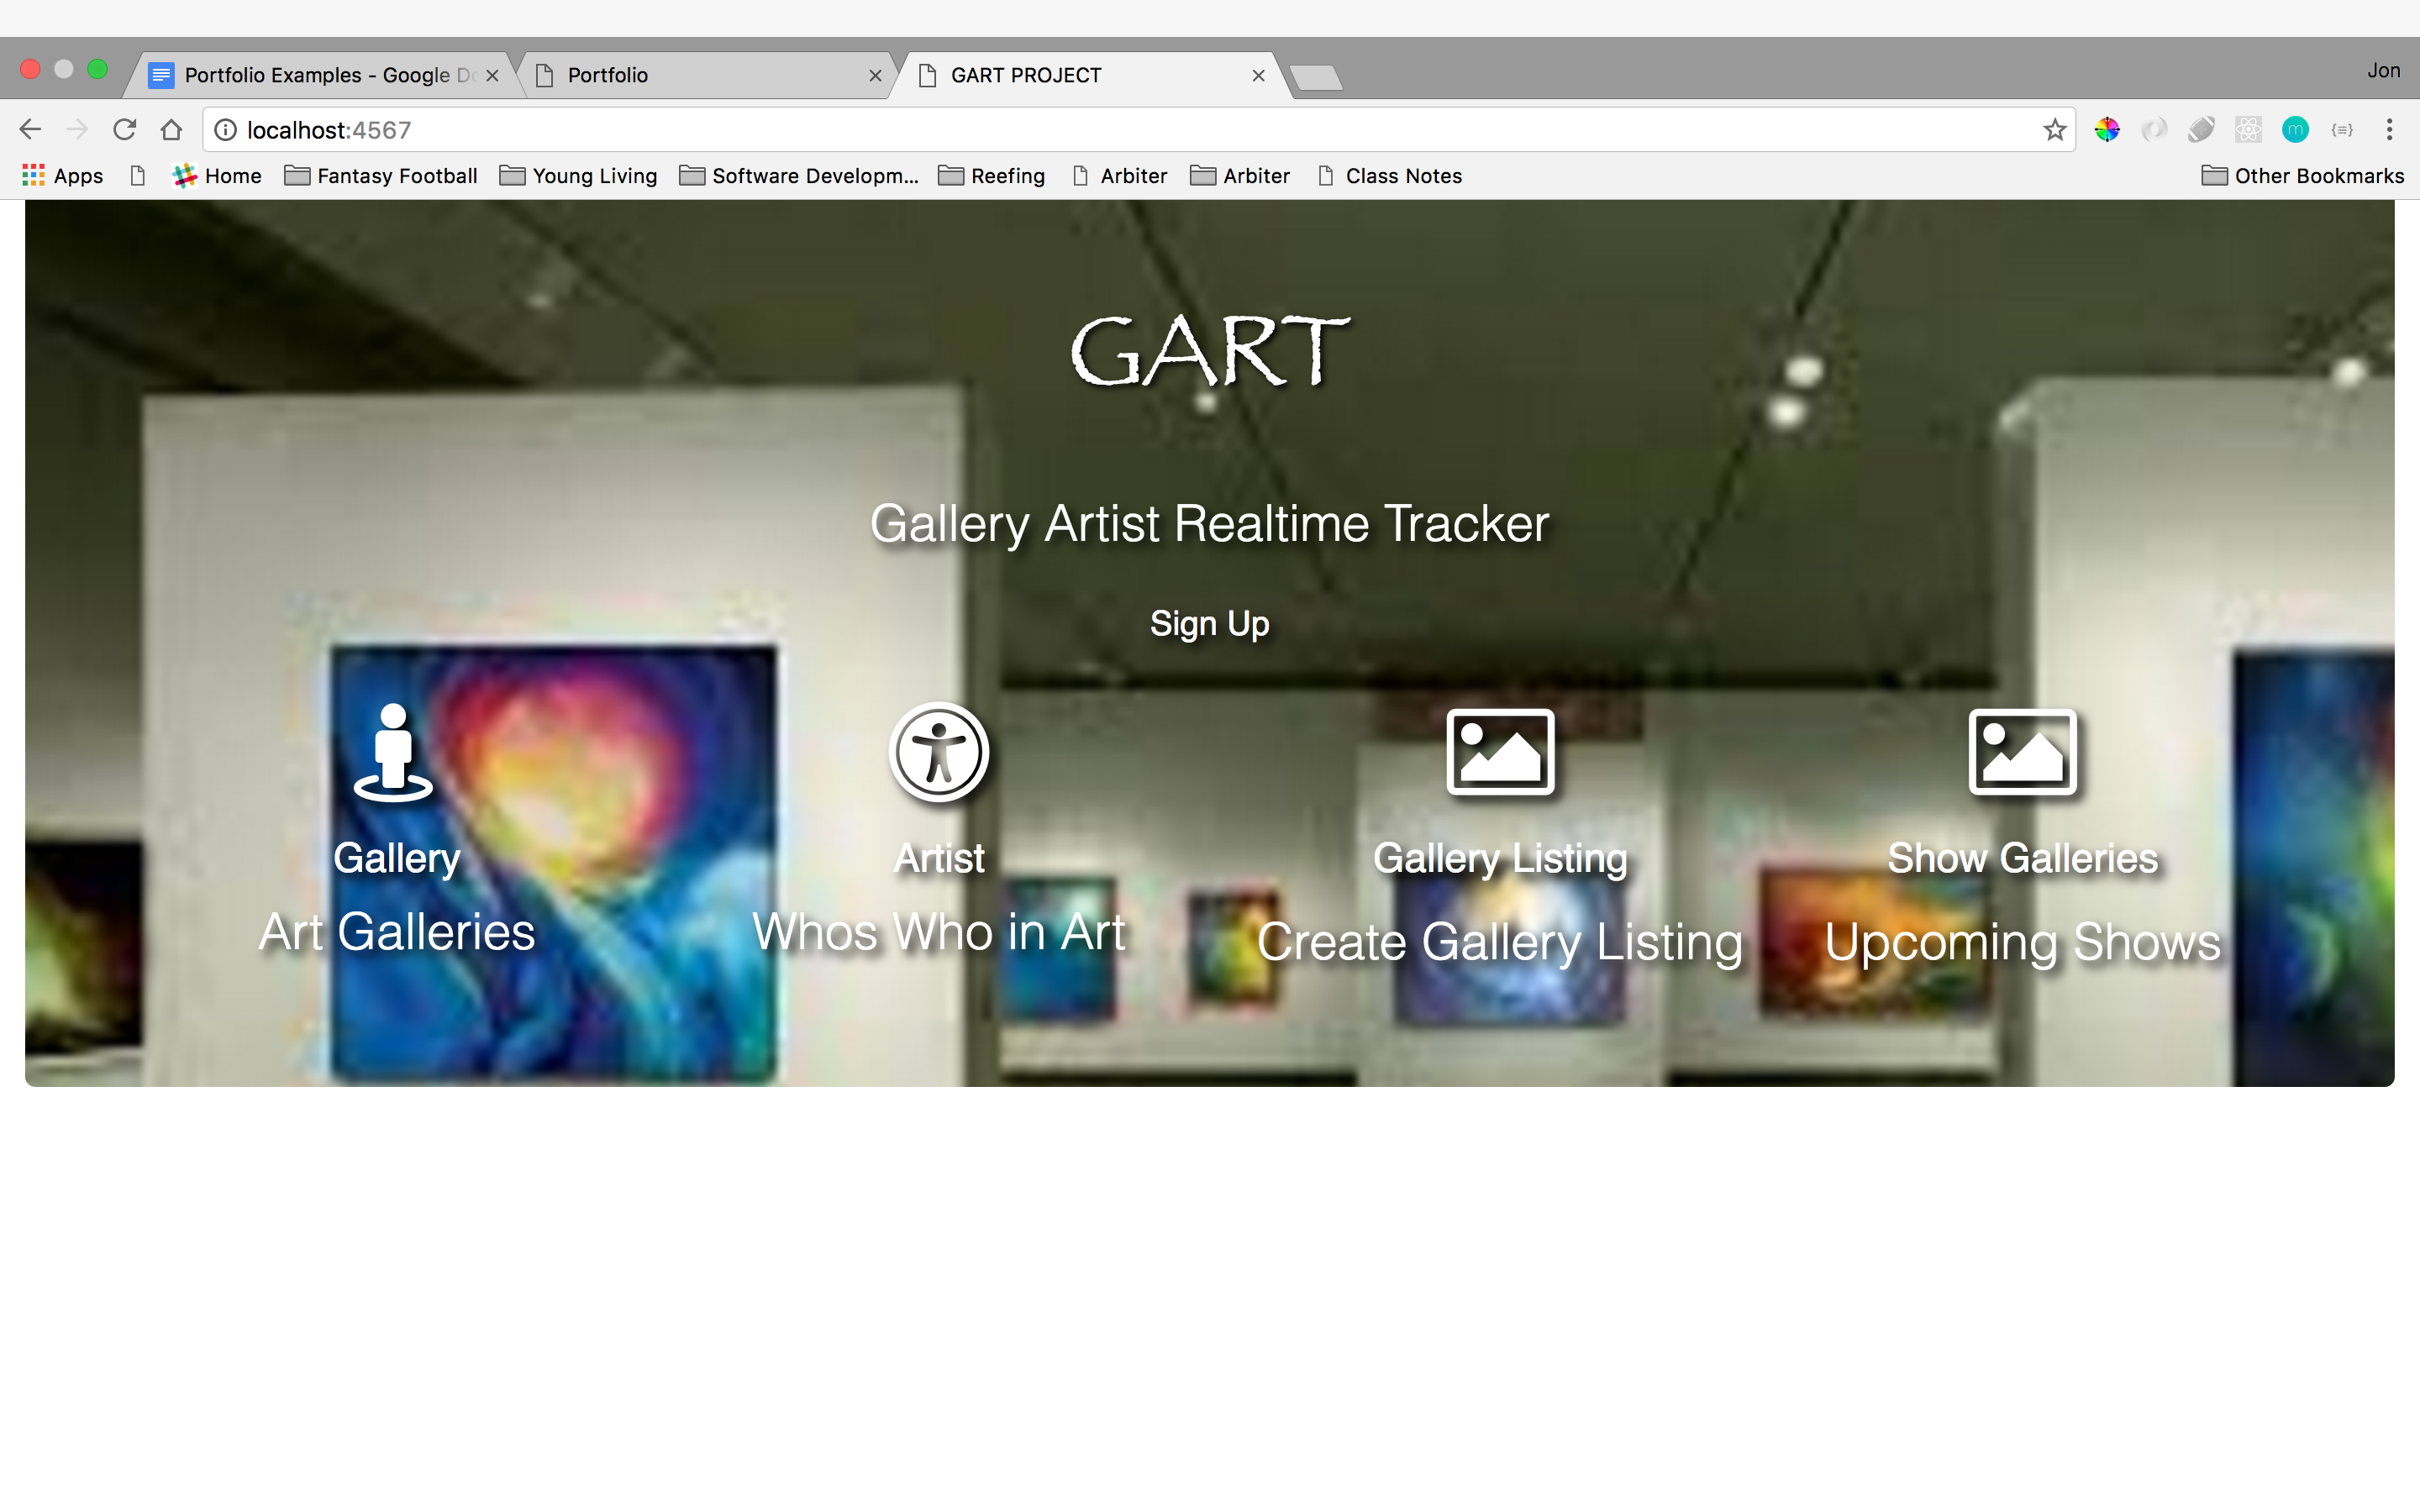 Portfolio Examples - Google Do
Portfolio
GART PROJECT
Jon
localhost:4567
m
Apps
Home
Fantasy Football
Young Living
Software Developm...
Reefing
Arbiter
Arbiter
Class Notes
Other Bookmarks
GART
Gallery Artist Realtime Tracker
Sign Up
Gallery
Artist
Gallery Listing
Show Galleries
Art Galleries
Whos Who in Art
Create Gallery Listing
Upcoming Shows